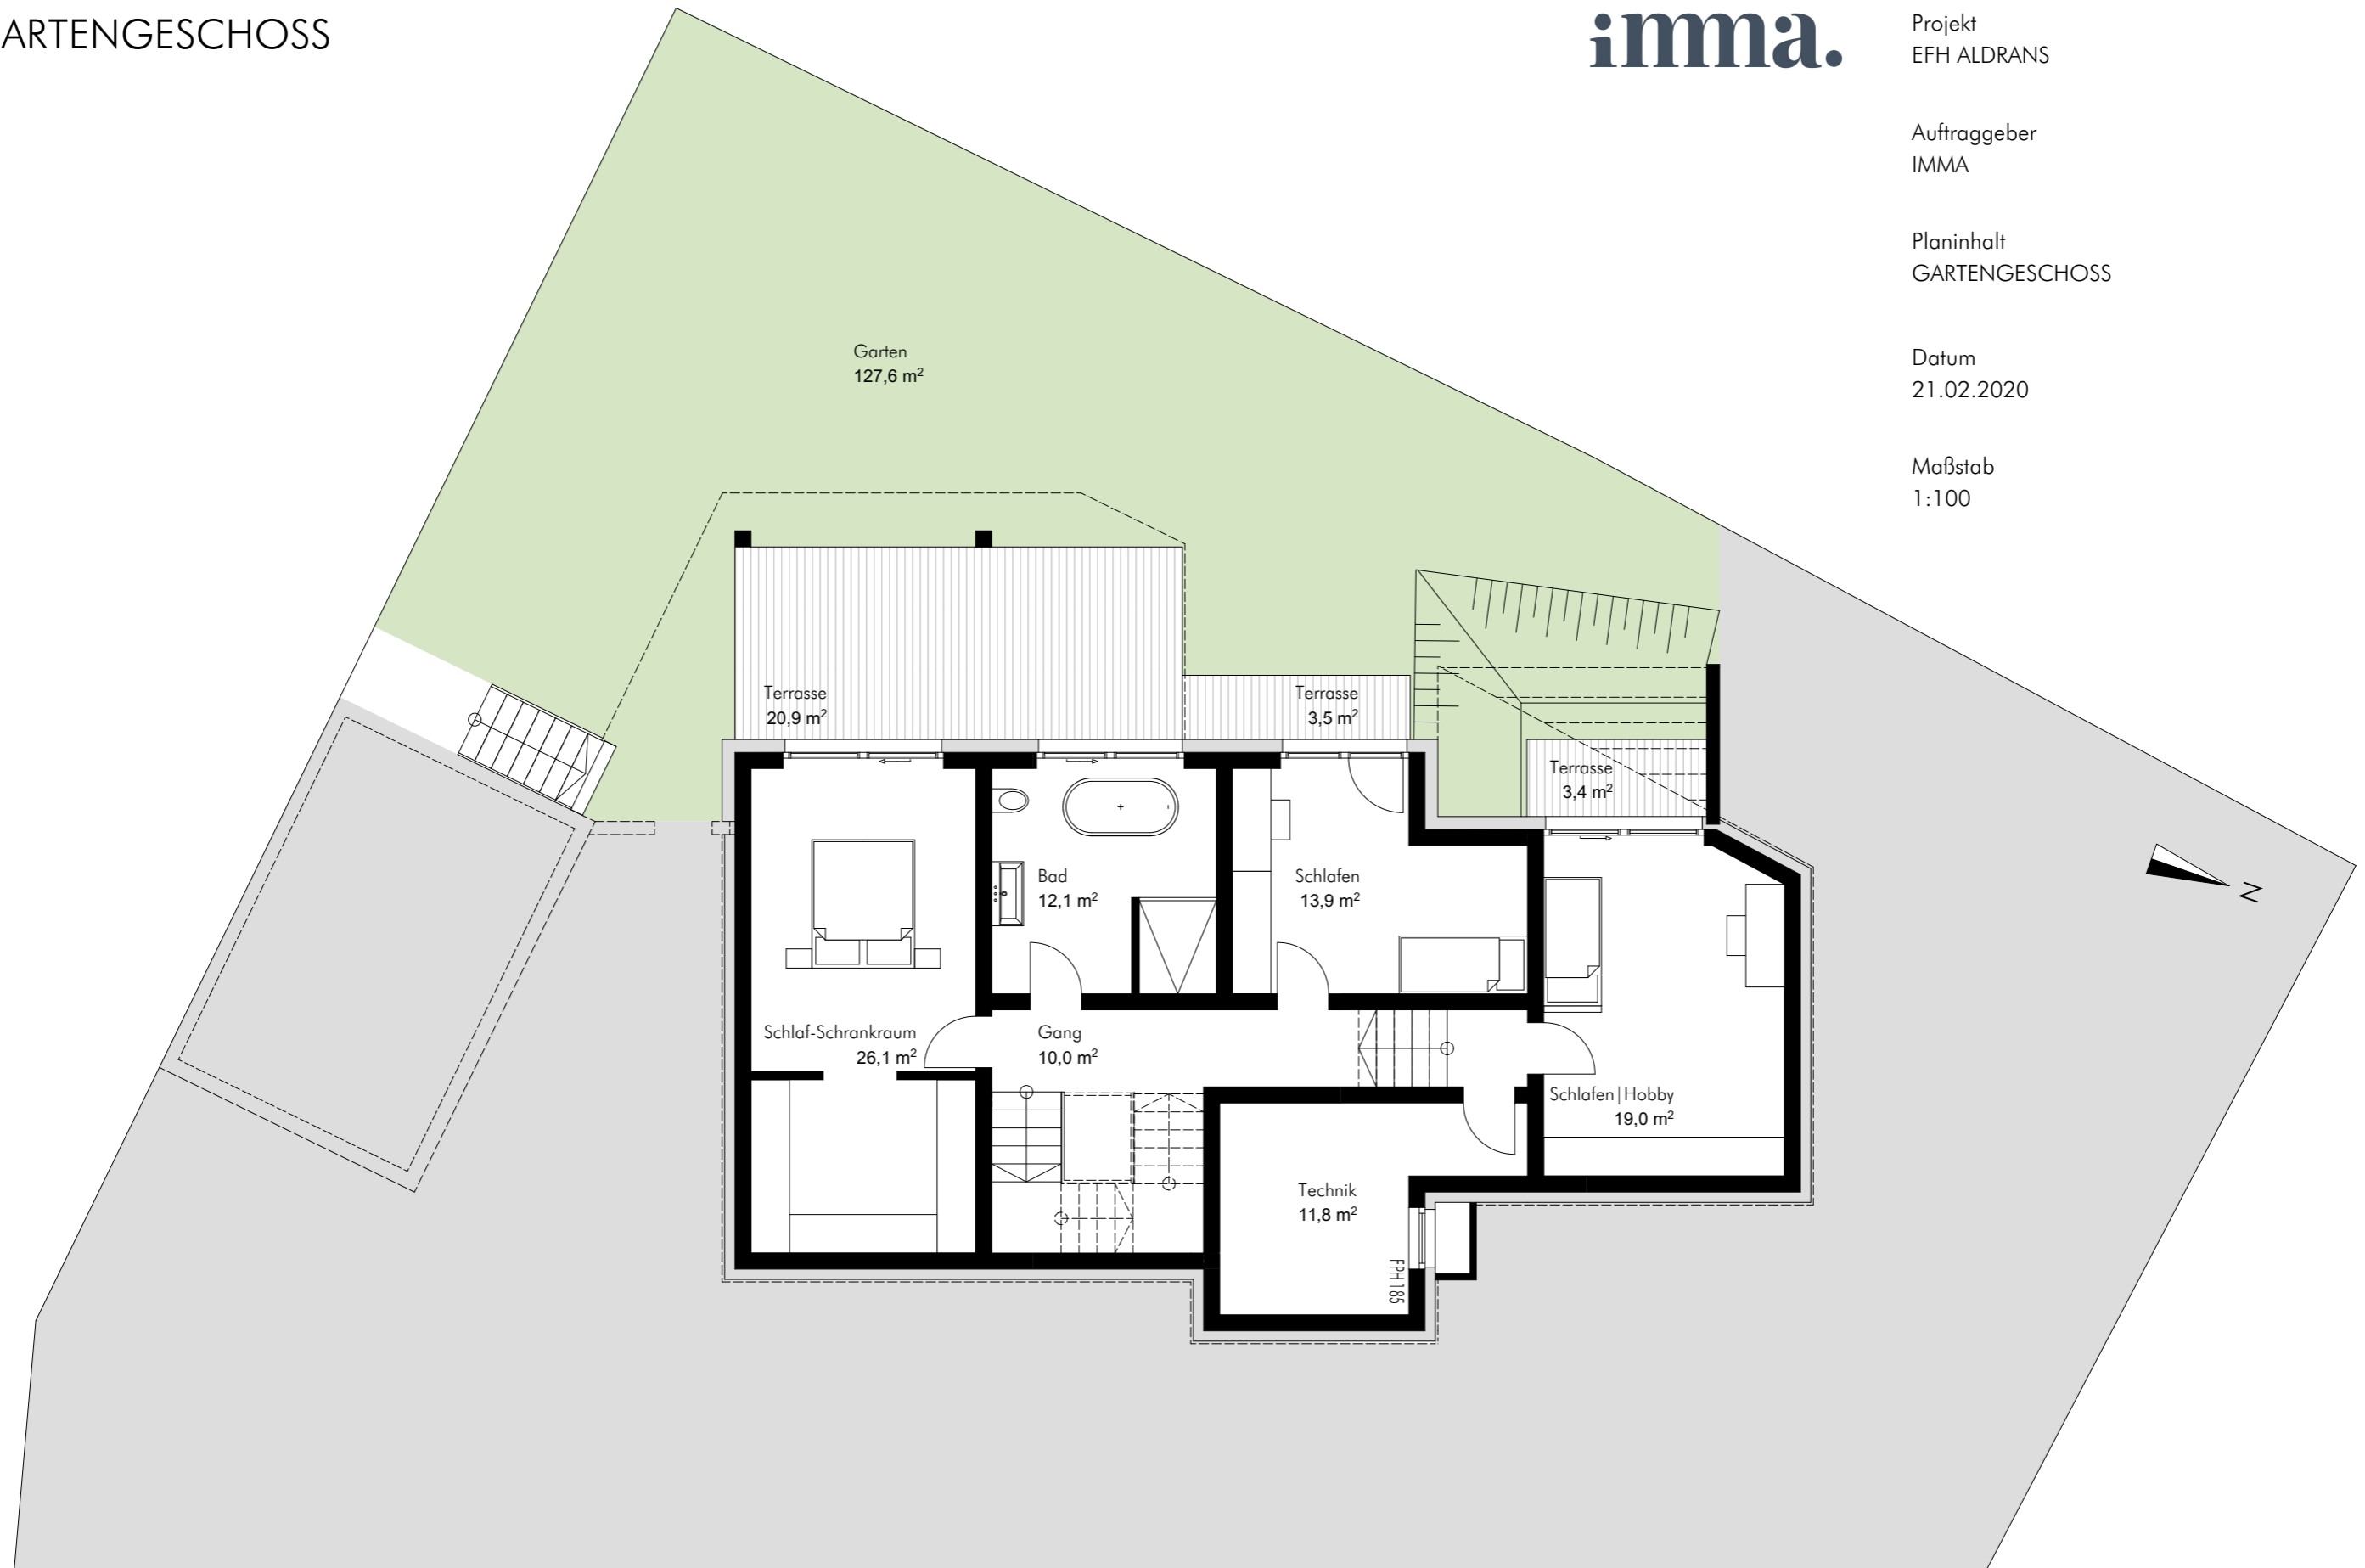 ARTENGESCHOSS
imma.
Projekt
EFH ALDRANS
Auftraggeber
IMMA
Planinhalt
GARTENGESCHOSS
Datum
21.02.2020
Maßstab
1:100
Garten
127,6 m²
Terrasse
20,9 m²
Terrasse
3,5 m²
Terrasse
3,4 m²
Bad
12,1 m²
Schlafen
13,9 m²
N
Schlaf-Schrankraum
26,1 m²
Gang
10,0 m²
Schlafen|Hobby
19,0 m²
Technik
11,8 m²
FPH 185